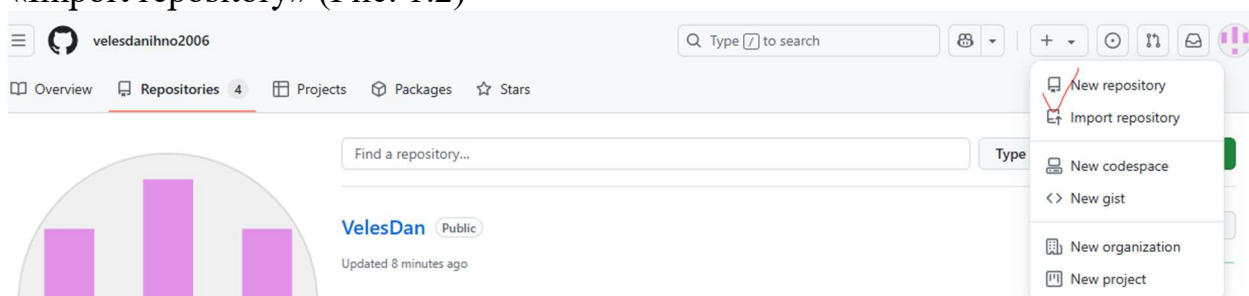 «Import repository» (Рис. 1.2)
velesdanihno2006
Type / to search
Overview
Repositories 4
Projects
Packages
Stars
New repository
Import repository
New codespace
New gist
New organization
New project
Find a repository...
Type
VelesDan Public
Updated 8 minutes ago